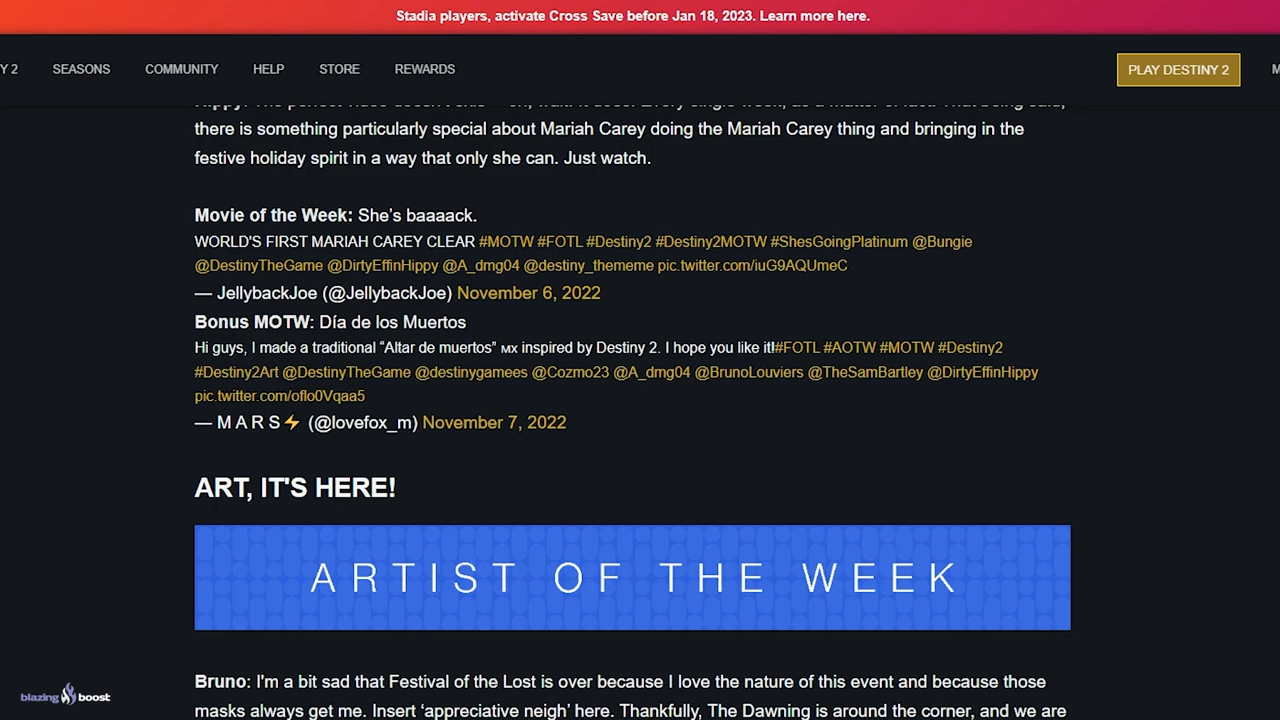 Stadia players, activate Cross Save before Jan 18, 2023. Learn more here.
Y 2 SEASONS COMMUNITY HELP STORE REWARDS PLAY DESTINY 2 M
there is something particularly special about Mariah Carey doing the Mariah Carey thing and bringing in the
festive holiday spirit in a way that only she can. Just watch.
Movie of the Week: She’s baaaack.
WORLD'S FIRST MARIAH CAREY CLEAR #MOTW #FOTL #Destiny2 #Destiny2MOTW #ShesGoingPlatinum @Bungie
@DestinyTheGame @DirtyEffinHippy @A_dmg04 @destiny_thememe pic.twitter.com/iuG9AQUmeC
— JellybackJoe (@JellybackJoe) November 6, 2022
Bonus MOTW: Día de los Muertos
Hi guys, I made a traditional “Altar de muertos” MX inspired by Destiny 2. I hope you like it!#FOTL #AOTW #MOTW #Destiny2
#Destiny2Art @DestinyTheGame @destinygamees @Cozmo23 @A_dmg04 @BrunoLouviers @TheSamBartley @DirtyEffinHippy
pic.twitter.com/oflo0Vqaa5
— M A R S⚡ (@lovefox_m) November 7, 2022
ART, IT'S HERE!
ARTIST OF THE WEEK
Bruno: I'm a bit sad that Festival of the Lost is over because I love the nature of this event and because those
masks always get me. Insert ‘appreciative neigh’ here. Thankfully, The Dawning is around the corner, and we are
blazing boost